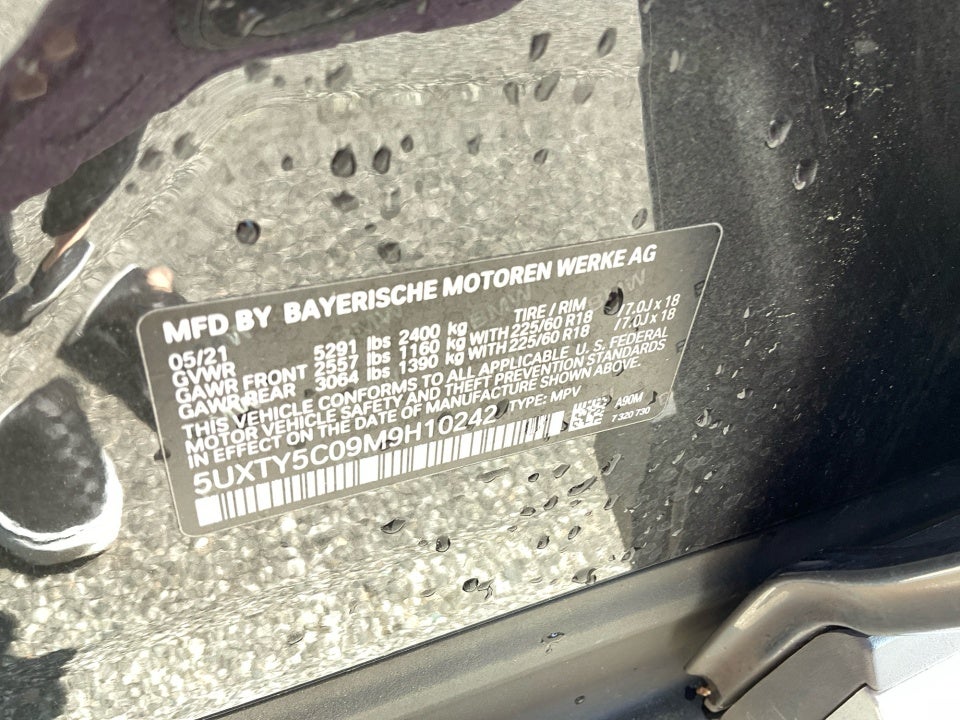 MFD BY BAYERISCHE MOTOREN WERKE AG
05/21 TIRE / RIM
GVWR 5291 lbs 2400 kg
GAWR FRONT 2557 lbs 1160 kg WITH 225/60 R18 /7.0J x 18
GAWR REAR 3064 lbs 1390 kg WITH 225/60 R18 /7.0J x 18
THIS VEHICLE CONFORMS TO ALL APPLICABLE U. S. FEDERAL
MOTOR VEHICLE SAFETY AND THEFT PREVENTION STANDARDS
IN EFFECT ON THE DATE OF MANUFACTURE SHOWN ABOVE.
5UXTY5C09M9H10242 TYPE: MPV
A90M
7 320 730